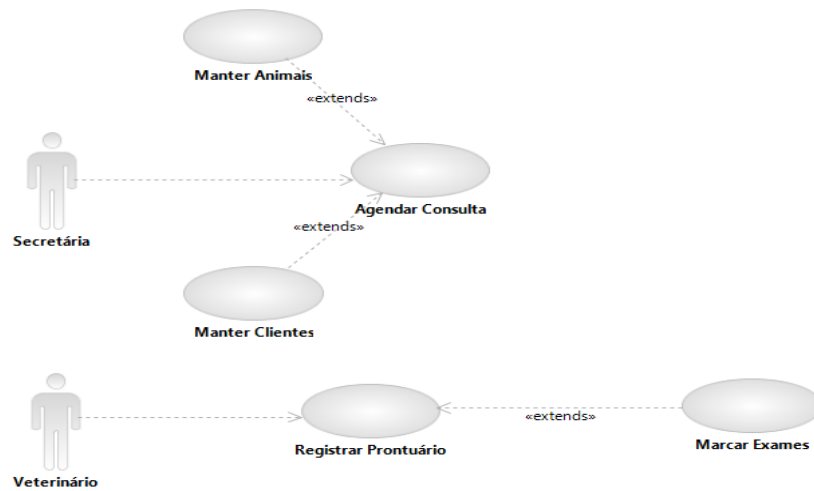 Manter Animais
«extends»
Agendar Consulta
Secretária
«extends»
Manter Clientes
Registrar Prontuário
«extends»
Marcar Exames
Veterinário